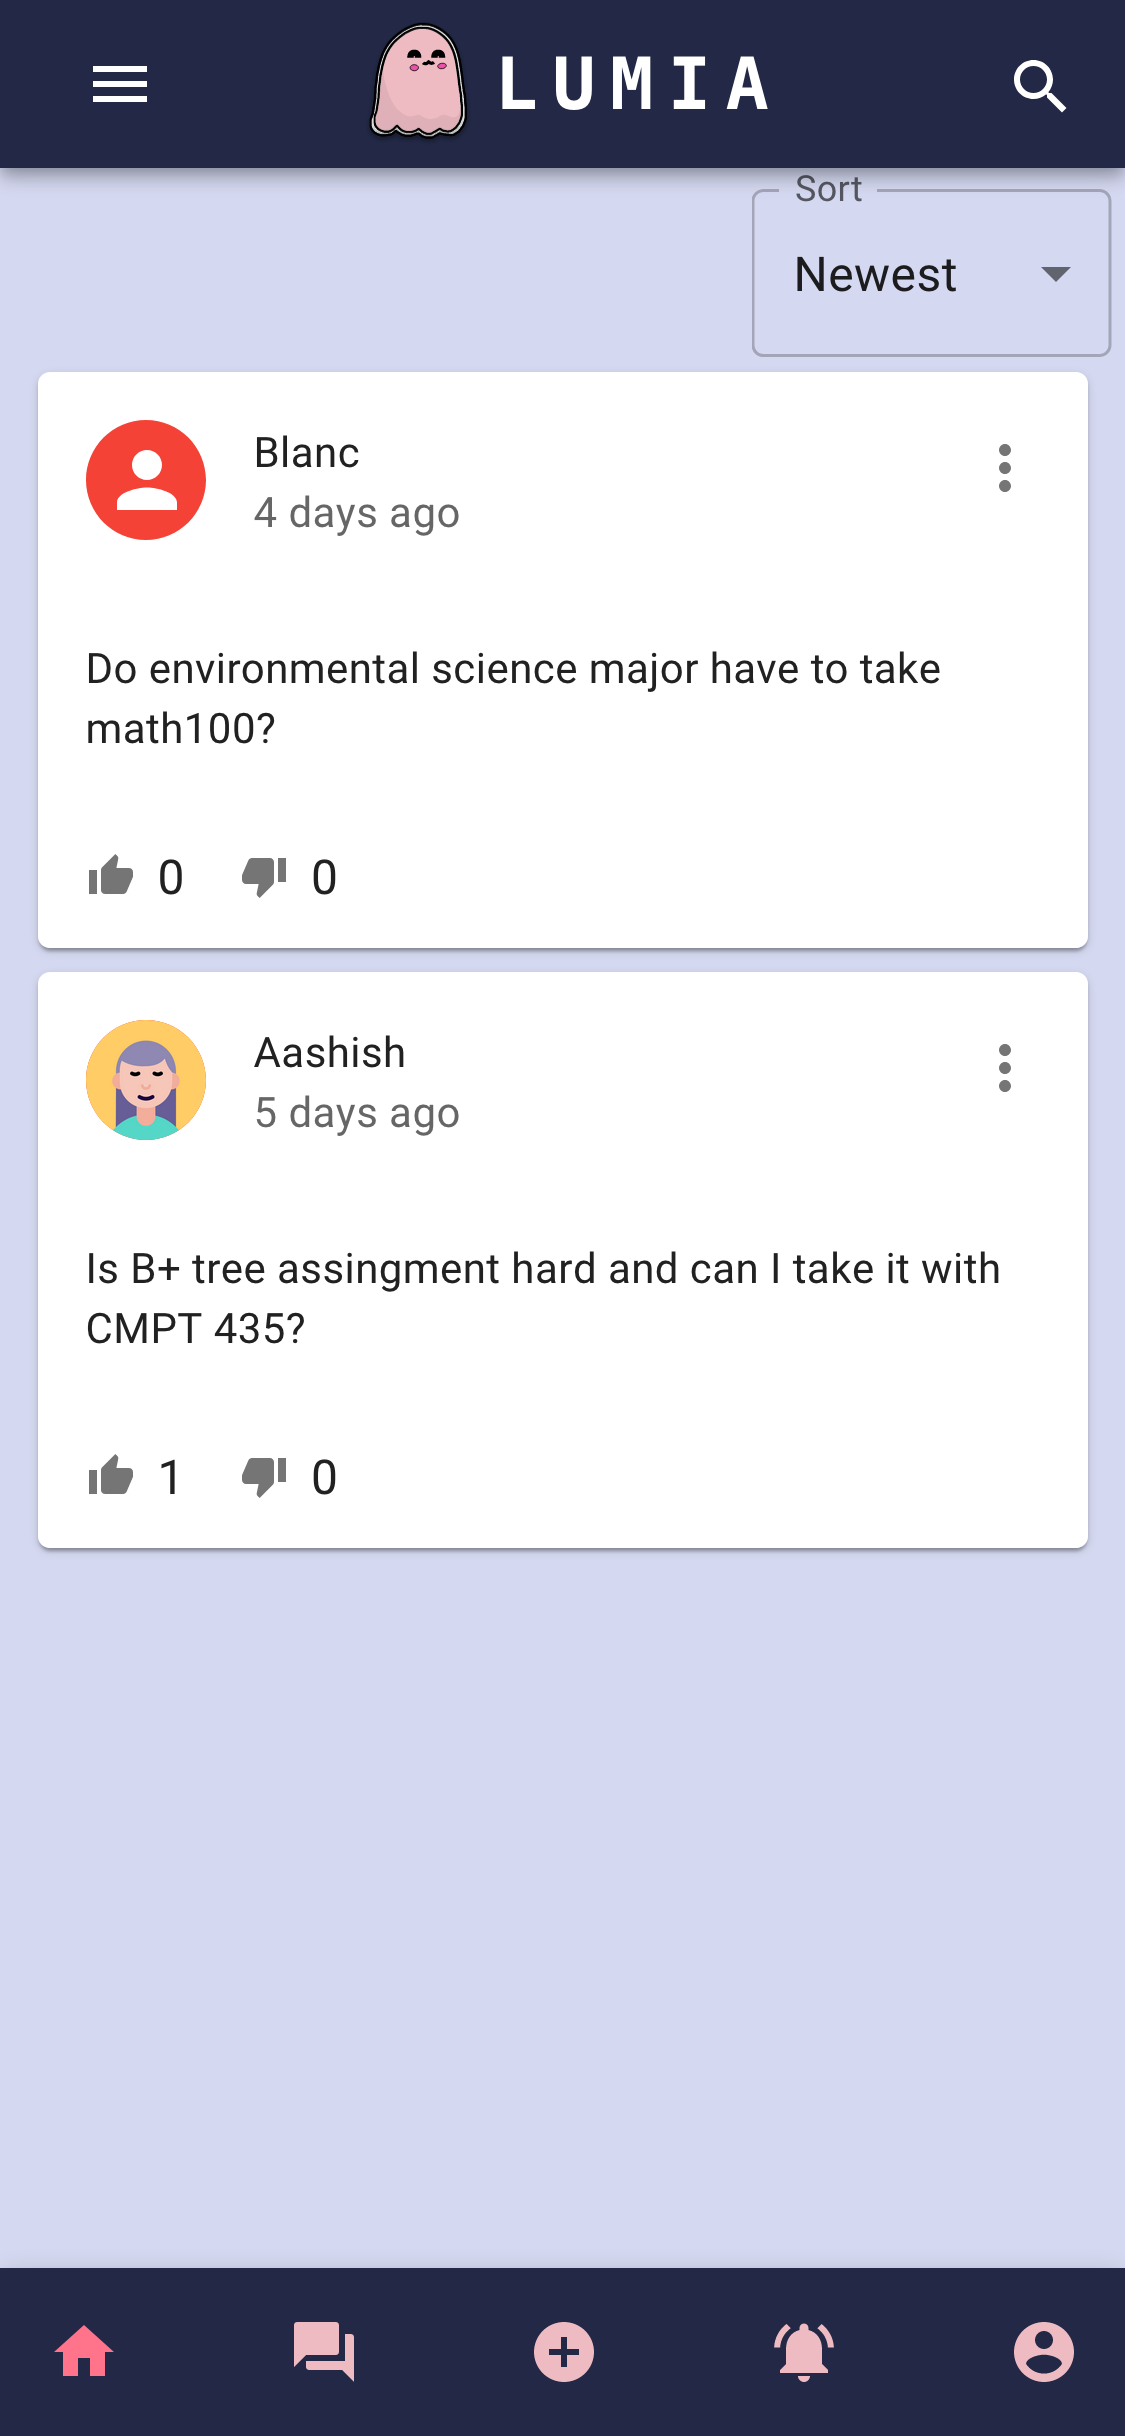 LUMIA
Sort
Newest
Blanc
4 days ago
Do environmental science major have to take
math100?
0 0
Aashish
5 days ago
Is B+ tree assingment hard and can I take it with
CMPT 435?
1 0